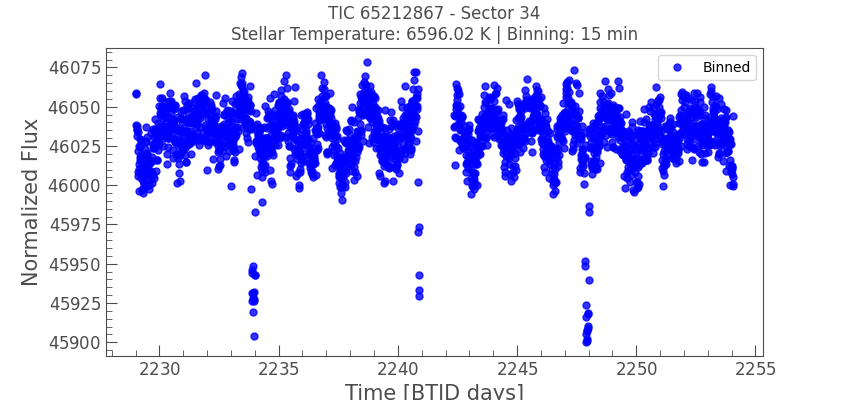 TIC 65212867 - Sector 34
Stellar Temperature: 6596.02 K | Binning: 15 min
Binned
Normalized Flux
46075
46050
46025
46000
45975
45950
45925
45900
2230 2235 2240 2245 2250 2255
Time [BTJD days]